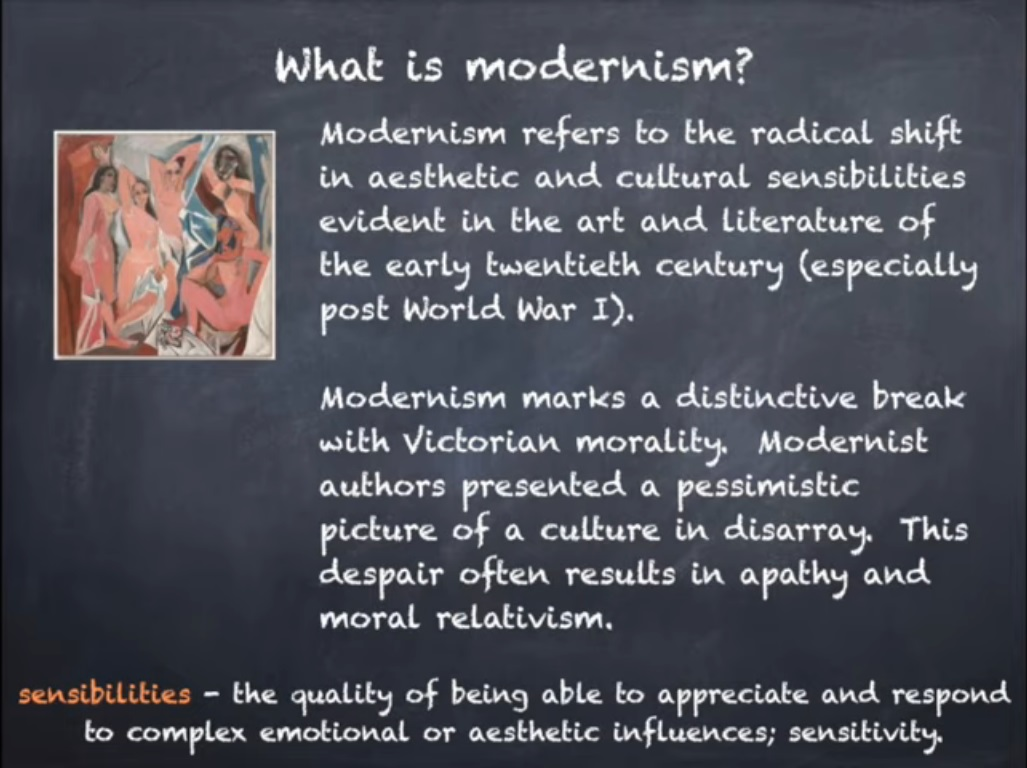 What is modernism?
Modernism refers to the radical shift
in aesthetic and cultural sensibilities
evident in the art and literature of
the early twentieth century (especially
post World War I).
Modernism marks a distinctive break
with Victorian morality. Modernist
authors presented a pessimistic
picture of a culture in disarray. This
despair often results in apathy and
moral relativism.
sensibilities - the quality of being able to appreciate and respond
to complex emotional or aesthetic influences; sensitivity.